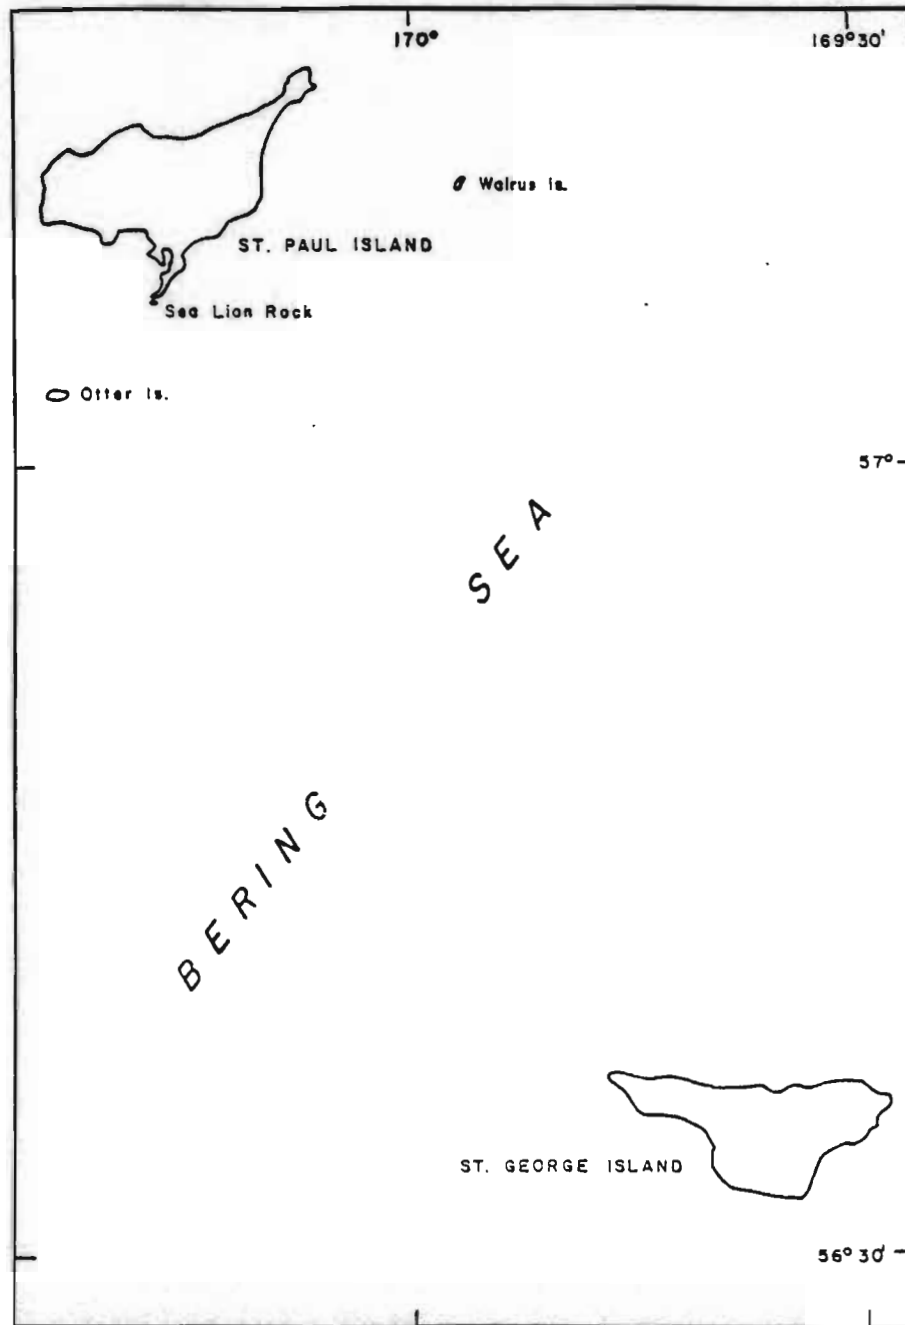 170°
169°30'
Walrus Is.
ST. PAUL ISLAND
Sea Lion Rock
Otter Is.
57°
SEA
BERING
ST. GEORGE ISLAND
56°30'